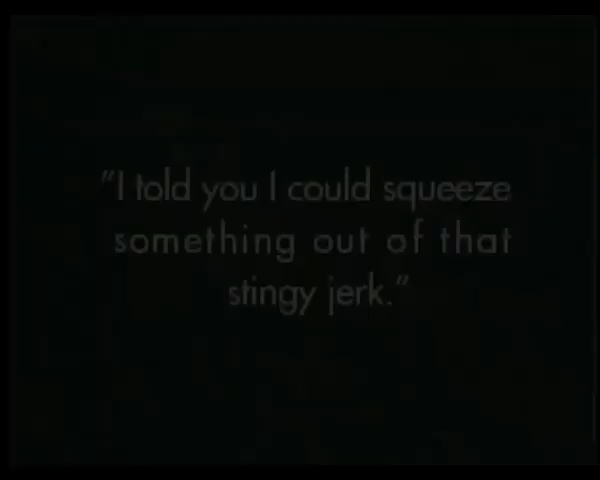 "I told you I could squeeze
something out of that
stingy jerk."